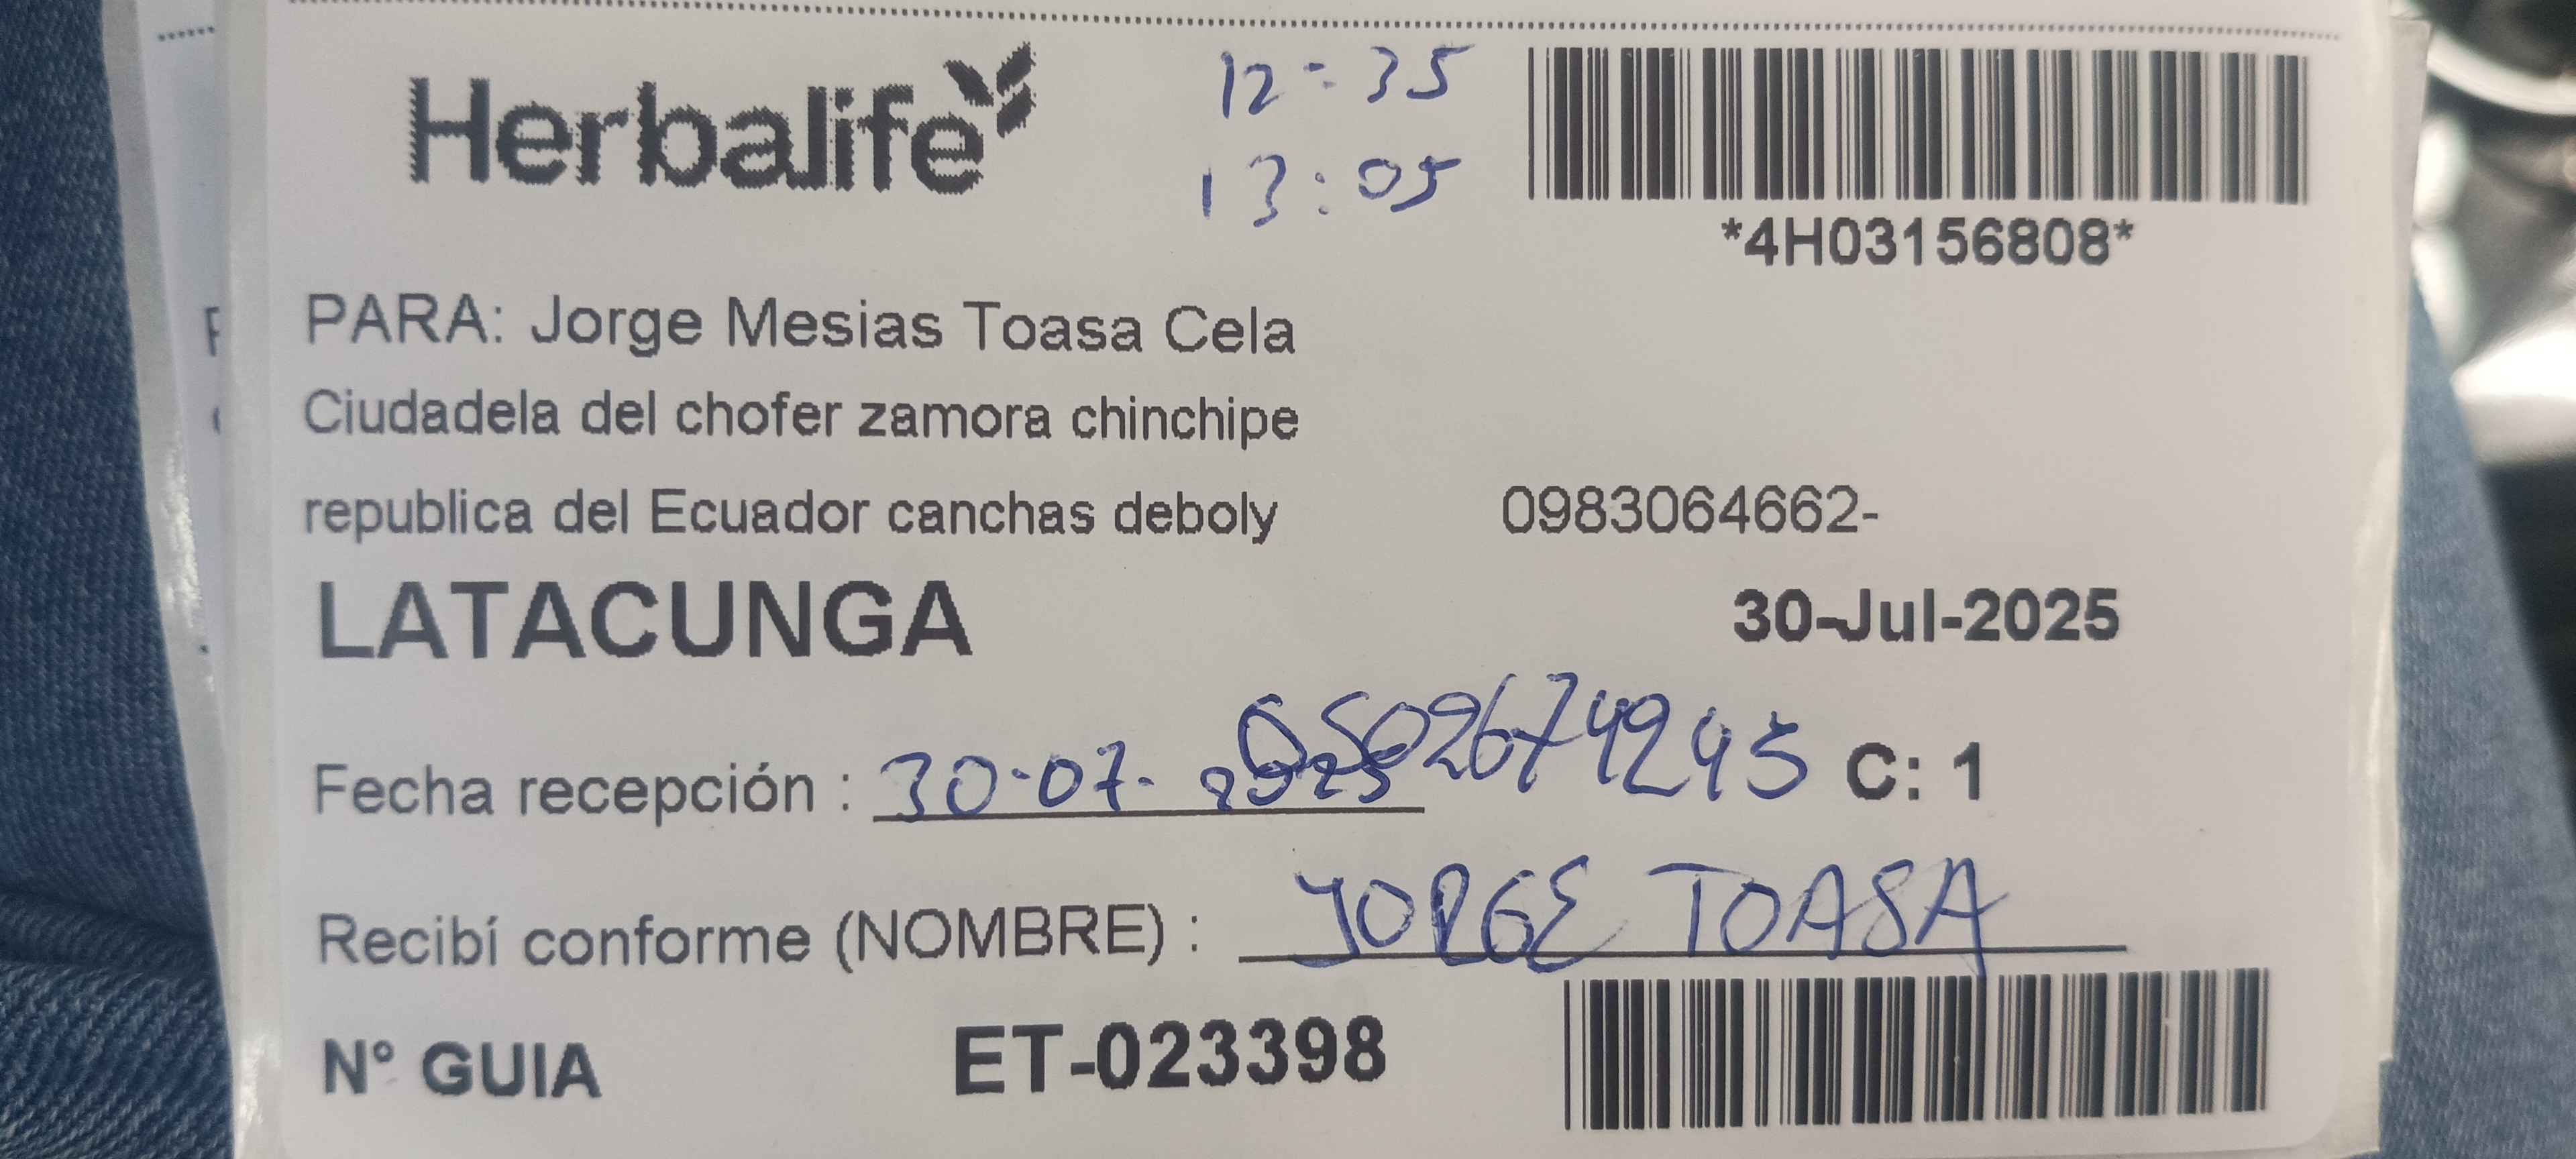 Herbalife
12:35
13:05
*4H03156808*
PARA: Jorge Mesias Toasa Cela
Ciudadela del chofer zamora chinchipe
republica del Ecuador canchas deboly 0983064662-
LATACUNGA 30-Jul-2025
Fecha recepción : 30-07-2025 C: 1
Recibí conforme (NOMBRE) : JORGE TOASA
N° GUIA ET-023398